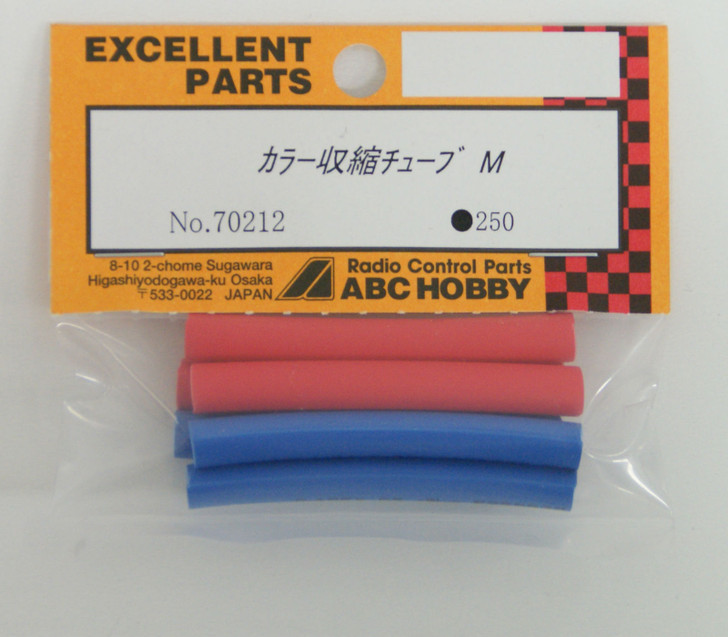 EXCELLENT
PARTS
カラー収縮チューブ M
No.70212
●250
8-10 2-chome Sugawara
Higashiyodogawa-ku Osaka
〒533-0022 JAPAN
Radio Control Parts
ABC HOBBY